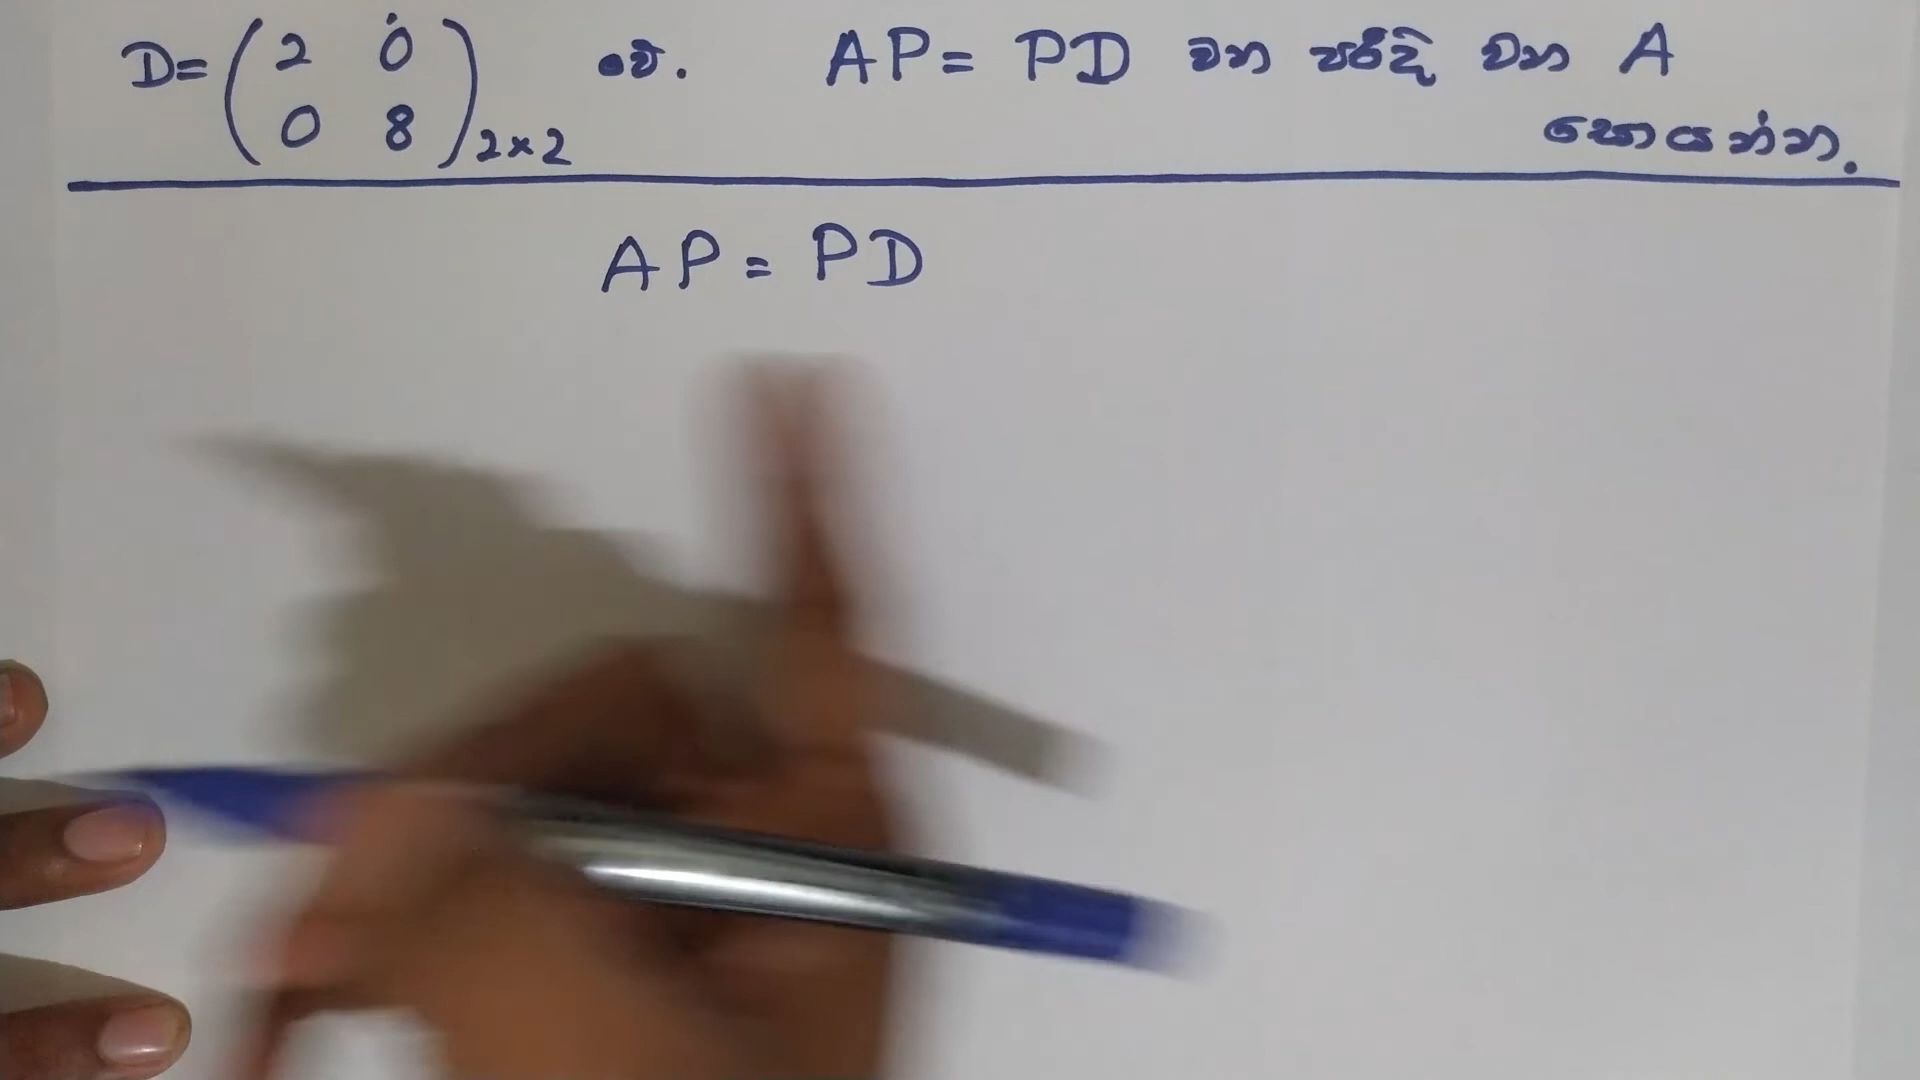 D = (2 0
0 8)2×2 වේ. AP = PD වන පරිදි වන A
සොයන්න.
AP = PD